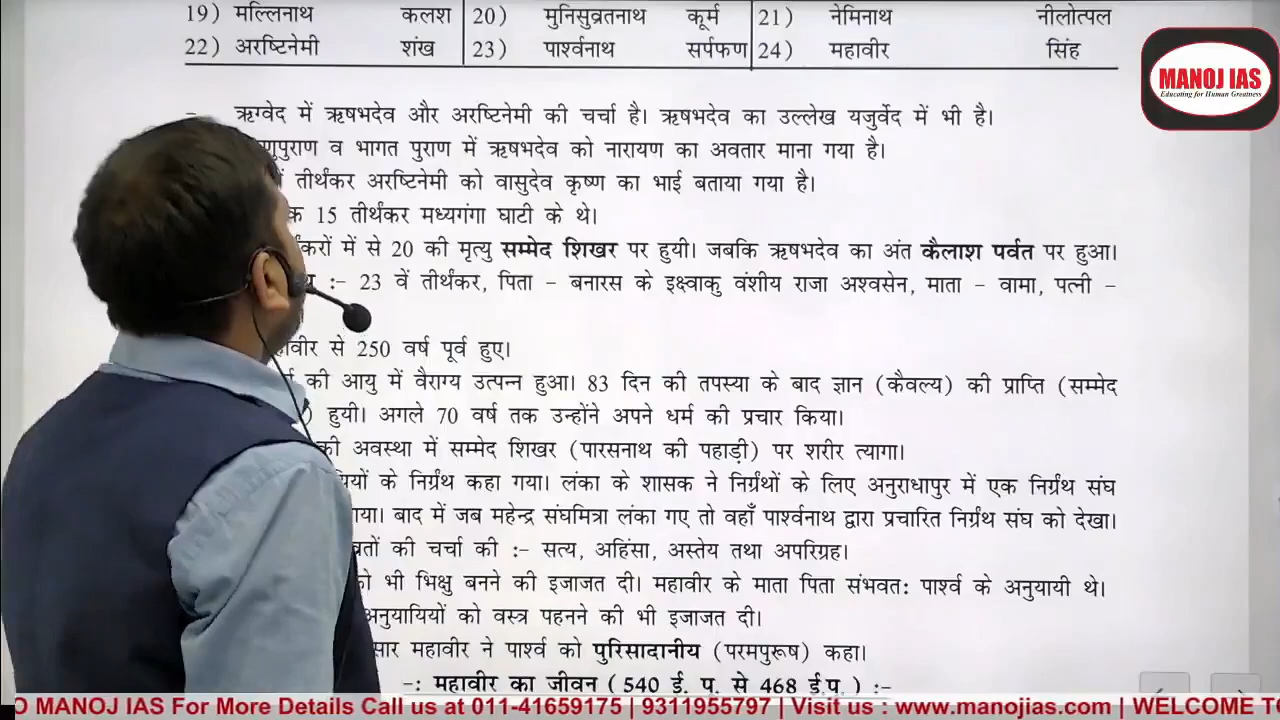 19) मल्लिनाथ कलश 20) मुनिसुब्रतनाथ कूर्म 21) नेमिनाथ नीलोत्पल
22) अरष्टिनेमी शंख 23) पार्श्वनाथ सर्पफण 24) महावीर सिंह
MANOJ IAS
Educating for Human Greatness
- ऋग्वेद में ऋषभदेव और अरष्टिनेमी की चर्चा है। ऋषभदेव का उल्लेख यजुर्वेद में भी है।
व भागत पुराण में ऋषभदेव को नारायण का अवतार माना गया है।
तीर्थंकर अरष्टिनेमी को वासुदेव कृष्ण का भाई बताया गया है।
15 तीर्थंकर मध्यगंगा घाटी के थे।
में से 20 की मृत्यु सम्मेद शिखर पर हुयी। जबकि ऋषभदेव का अंत कैलाश पर्वत पर हुआ।
:- 23 वें तीर्थंकर, पिता - बनारस के इक्ष्वाकु वंशीय राजा अश्वसेन, माता - वामा, पत्नी -
से 250 वर्ष पूर्व हुए।
की आयु में वैराग्य उत्पन्न हुआ। 83 दिन की तपस्या के बाद ज्ञान (कैवल्य) की प्राप्ति (सम्मेद
हुयी। अगले 70 वर्ष तक उन्होंने अपने धर्म की प्रचार किया।
की अवस्था में सम्मेद शिखर (पारसनाथ की पहाड़ी) पर शरीर त्यागा।
के निर्ग्रंथ कहा गया। लंका के शासक ने निर्ग्रंथों के लिए अनुराधापुर में एक निर्ग्रंथ संघ
बाद में जब महेन्द्र संघमित्रा लंका गए तो वहाँ पार्श्वनाथ द्वारा प्रचारित निर्ग्रंथ संघ को देखा।
की चर्चा की :- सत्य, अहिंसा, अस्तेय तथा अपरिग्रह।
भी भिक्षु बनने की इजाजत दी। महावीर के माता पिता संभवत: पार्श्व के अनुयायी थे।
अनुयायियों को वस्त्र पहनने की भी इजाजत दी।
महावीर ने पार्श्व को पुरिसादानीय (परमपुरूष) कहा।
-: महावीर का जीवन ( 540 ई. पू. से 468 ई.पू. ) :-
O MANOJ IAS For More Details Call us at 011-41659175 | 9311955797 | Visit us : www.manojias.com | WELCOME TO